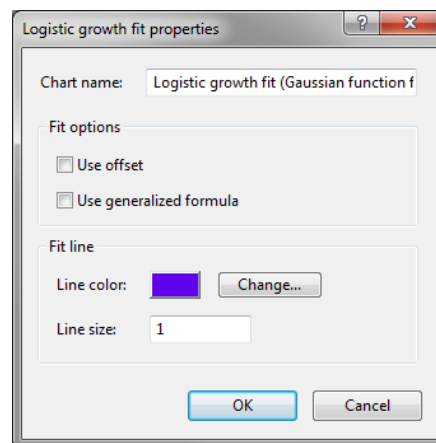 Logistic growth fit properties
Chart name: Logistic growth fit (Gaussian function f
Fit options
Use offset
Use generalized formula
Fit line
Line color: Change...
Line size: 1
OK Cancel